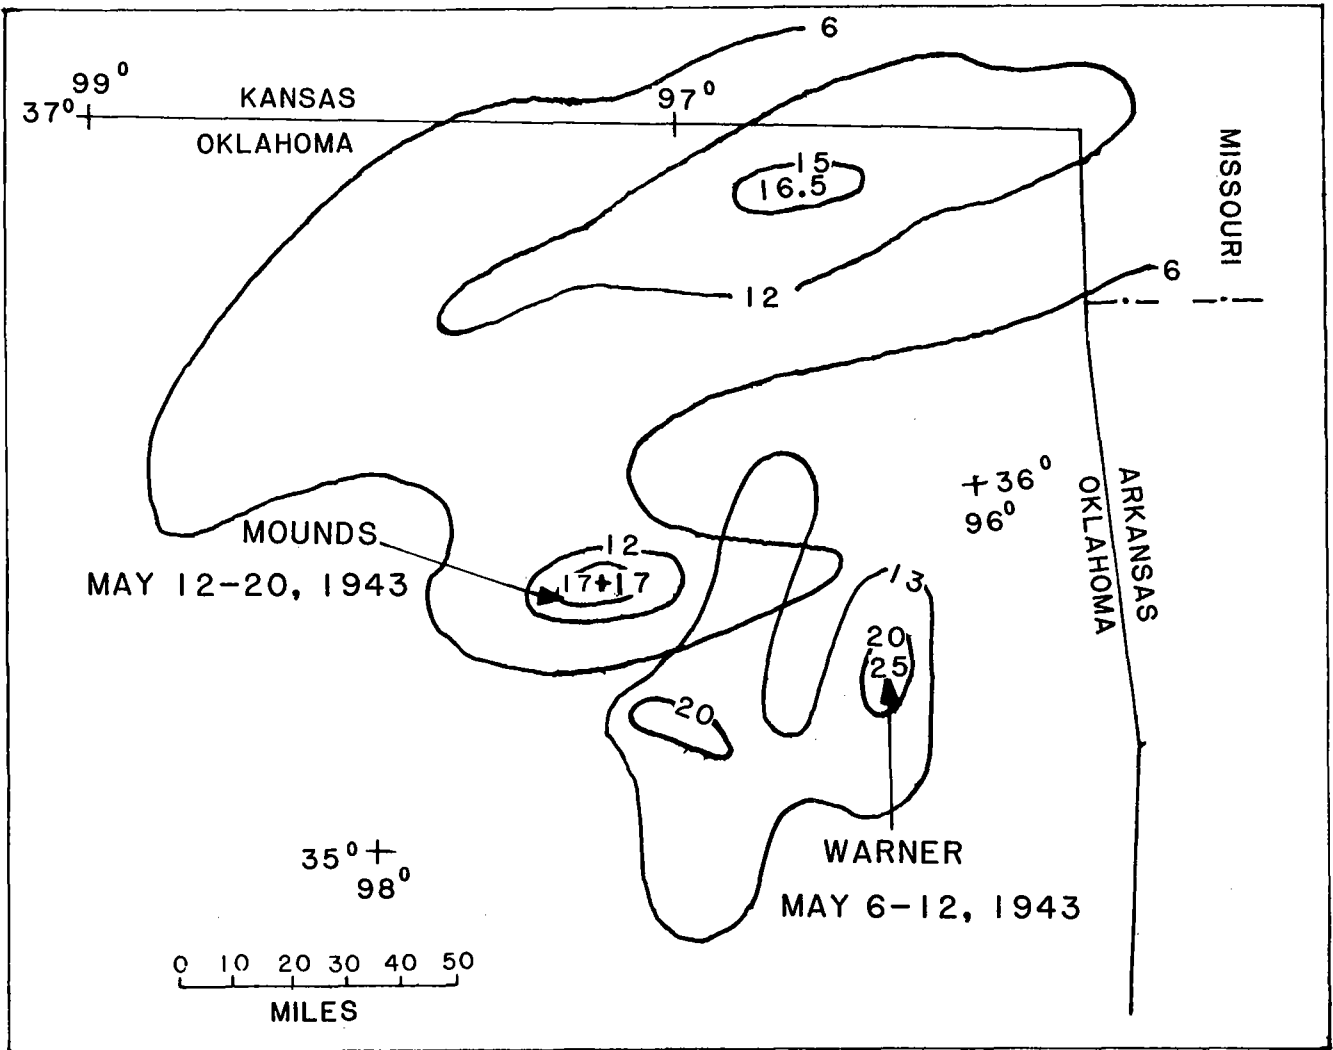 6
99°
37°
KANSAS
97°
OKLAHOMA
MISSOURI
15
16.5
6
12
+36°
96°
ARKANSAS
OKLAHOMA
MOUNDS
12
MAY 12-20, 1943
17+17
13
20
25
20
WARNER
35°+
98°
MAY 6-12, 1943
0 10 20 30 40 50
MILES